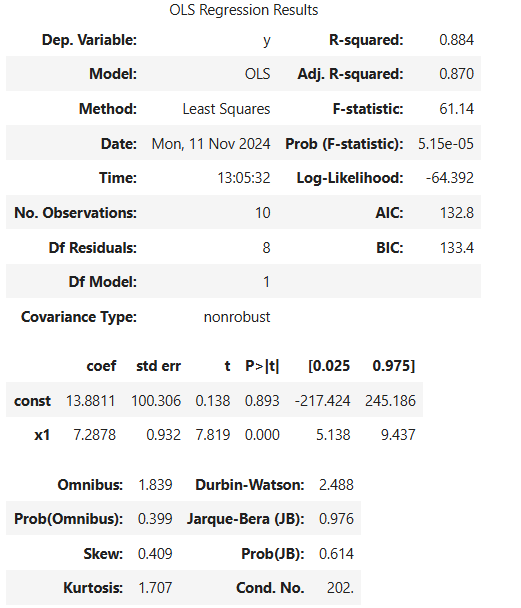 OLS Regression Results
Dep. Variable: y R-squared: 0.884
Model: OLS Adj. R-squared: 0.870
Method: Least Squares F-statistic: 61.14
Date: Mon, 11 Nov 2024 Prob (F-statistic): 5.15e-05
Time: 13:05:32 Log-Likelihood: -64.392
No. Observations: 10 AIC: 132.8
Df Residuals: 8 BIC: 133.4
Df Model: 1
Covariance Type: nonrobust
coef std err t P>|t| [0.025 0.975]
const 13.8811 100.306 0.138 0.893 -217.424 245.186
x1 7.2878 0.932 7.819 0.000 5.138 9.437
Omnibus: 1.839 Durbin-Watson: 2.488
Prob(Omnibus): 0.399 Jarque-Bera (JB): 0.976
Skew: 0.409 Prob(JB): 0.614
Kurtosis: 1.707 Cond. No. 202.